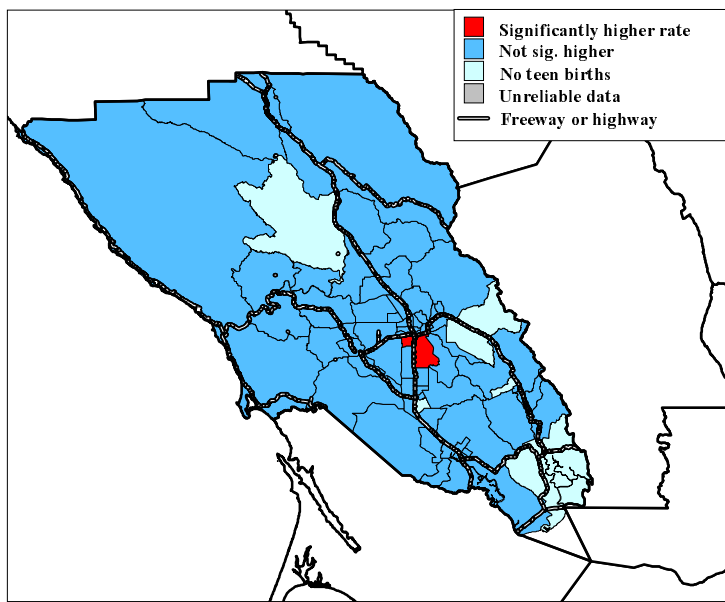 Significantly higher rate
Not sig. higher
No teen births
Unreliable data
Freeway or highway